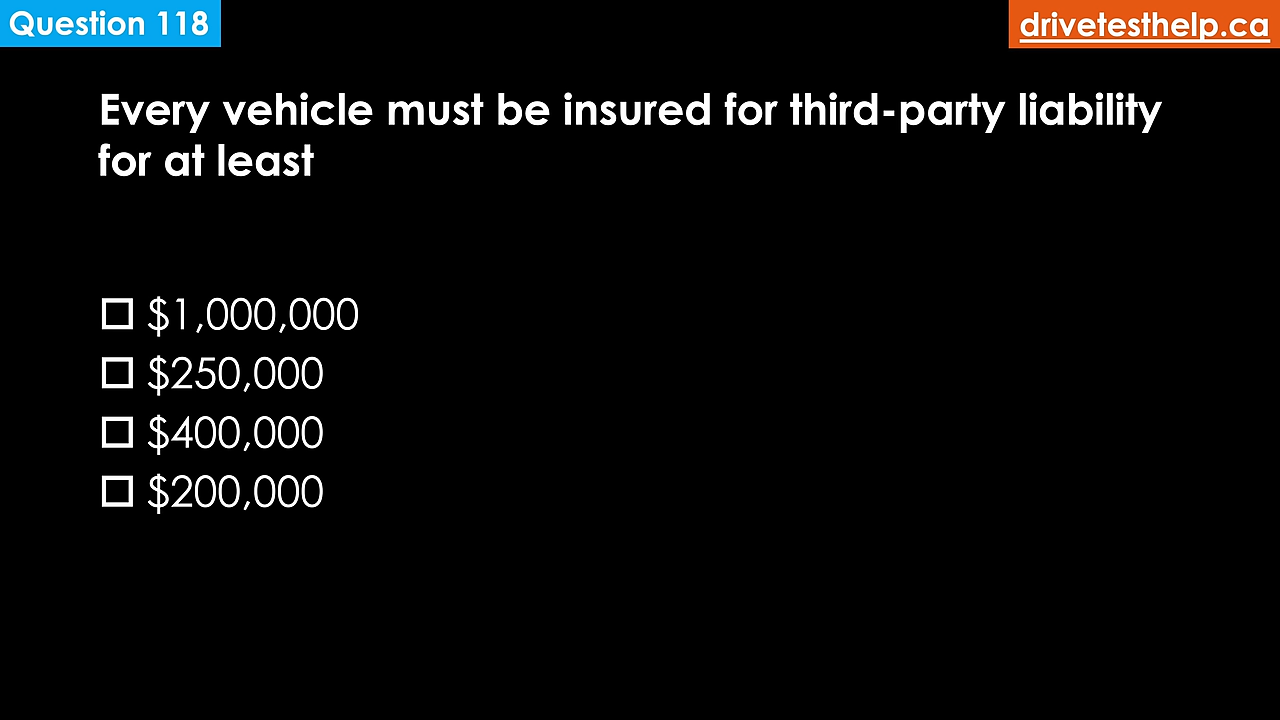 Question 118
drivetesthelp.ca
Every vehicle must be insured for third-party liability
for at least
$1,000,000
$250,000
$400,000
$200,000